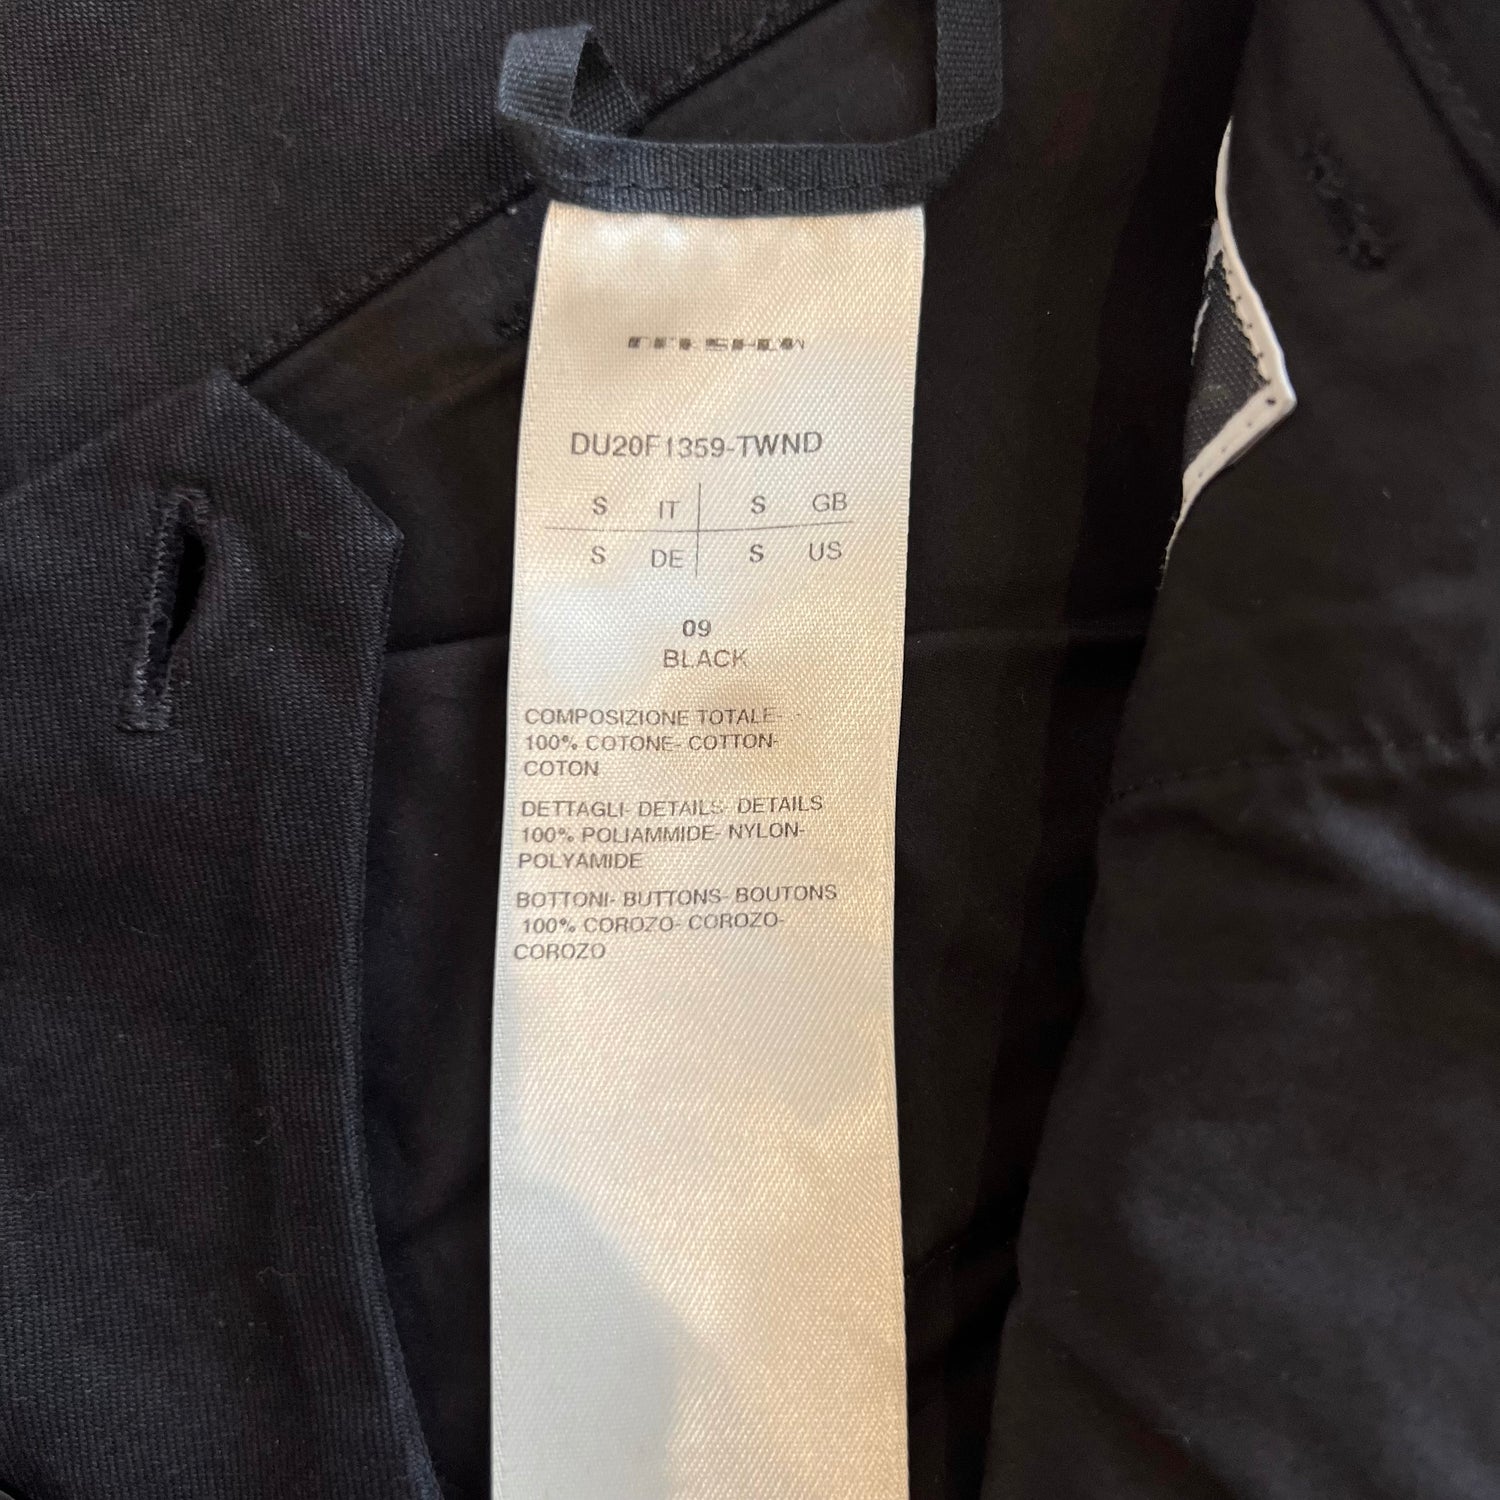 DRKSHDW
DU20F1359-TWND
S IT S GB
S DE S US
09
BLACK
COMPOSIZIONE TOTALE- -
100% COTONE- COTTON-
COTON
DETTAGLI- DETAILS- DETAILS
100% POLIAMMIDE- NYLON-
POLYAMIDE
BOTTONI- BUTTONS- BOUTONS
100% COROZO- COROZO-
COROZO